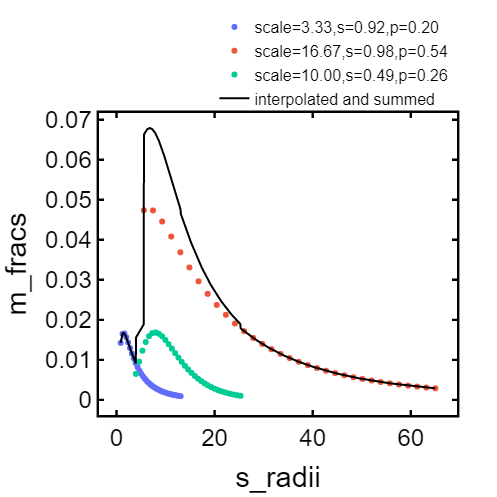 scale=3.33,s=0.92,p=0.20
scale=16.67,s=0.98,p=0.54
scale=10.00,s=0.49,p=0.26
interpolated and summed
0.07
0.06
0.05
0.04
0.03
0.02
0.01
0
m_fracs
0 20 40 60
s_radii